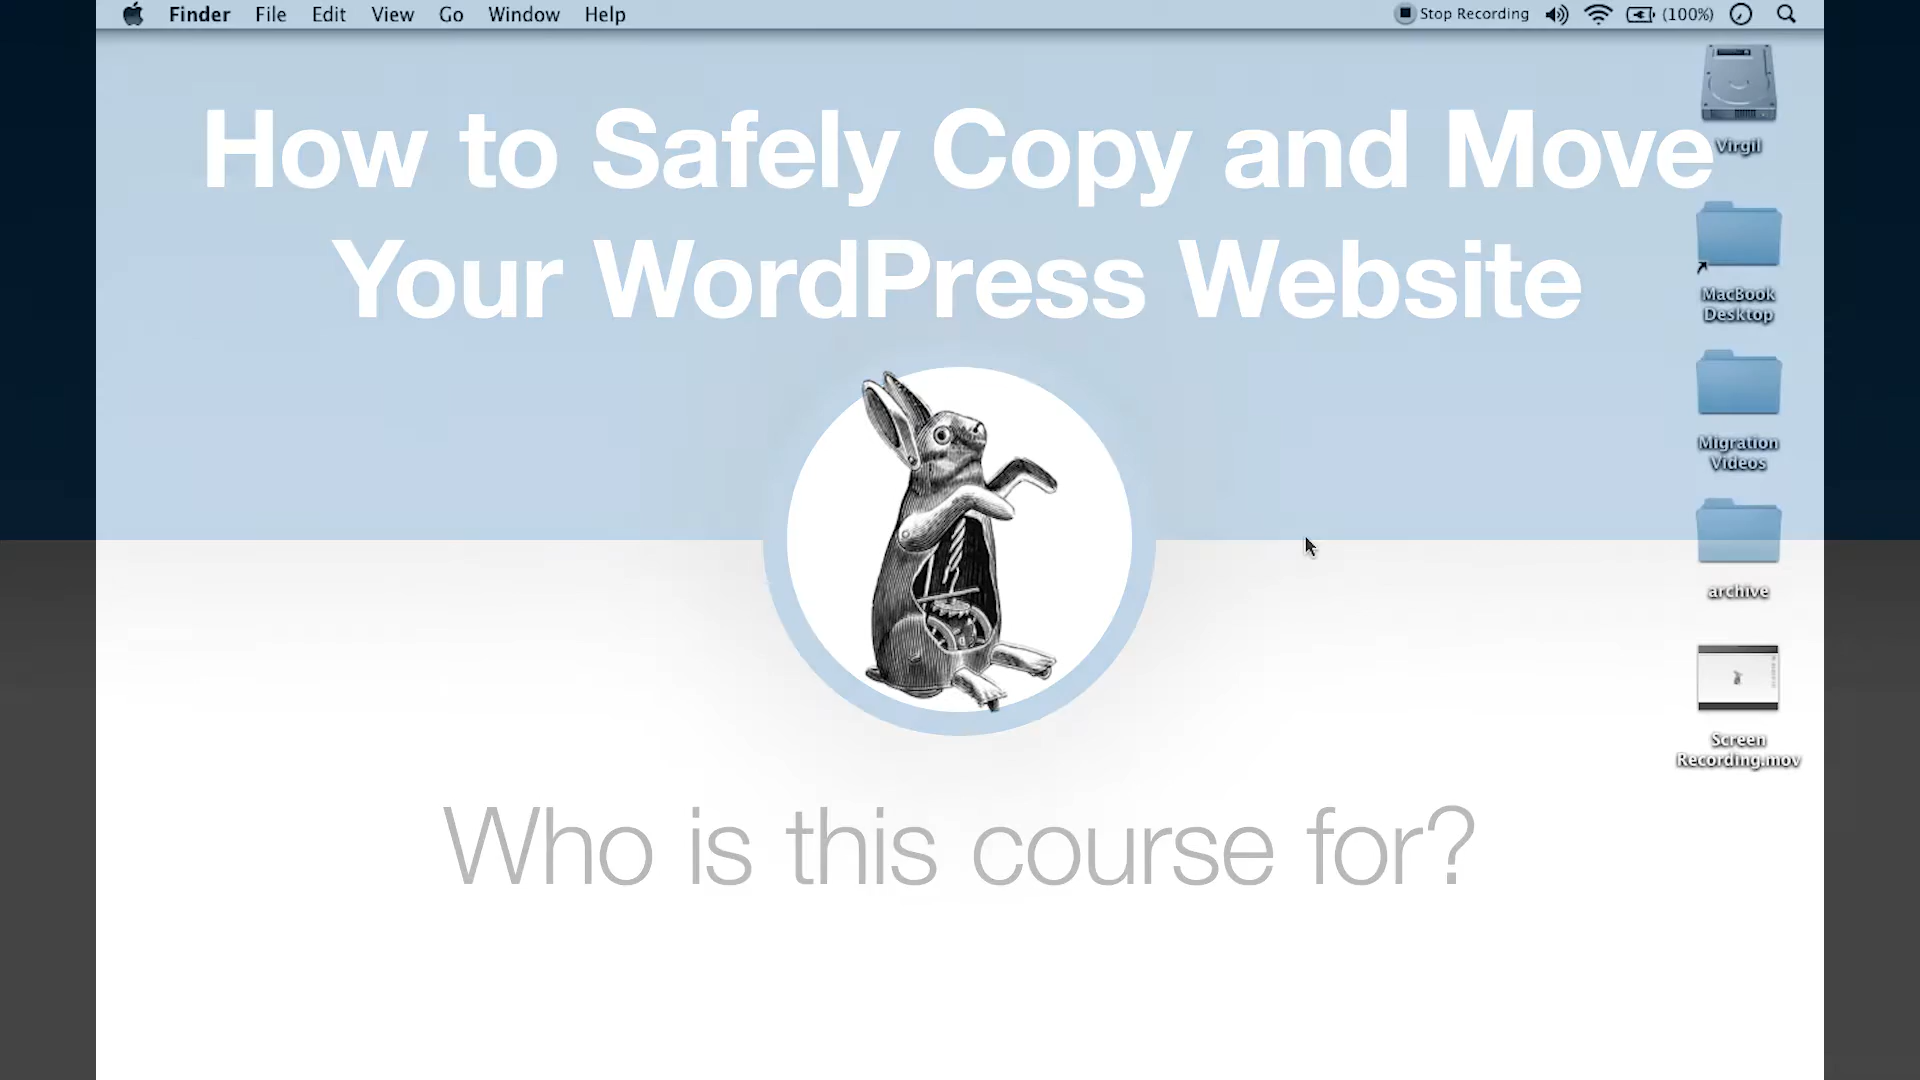 Finder File Edit View Go Window Help Stop Recording (100%)
How to Safely Copy and Move
Your WordPress Website
Virgil
MacBook
Desktop
Migration
Videos
archive
Screen
Recording.mov
Who is this course for?